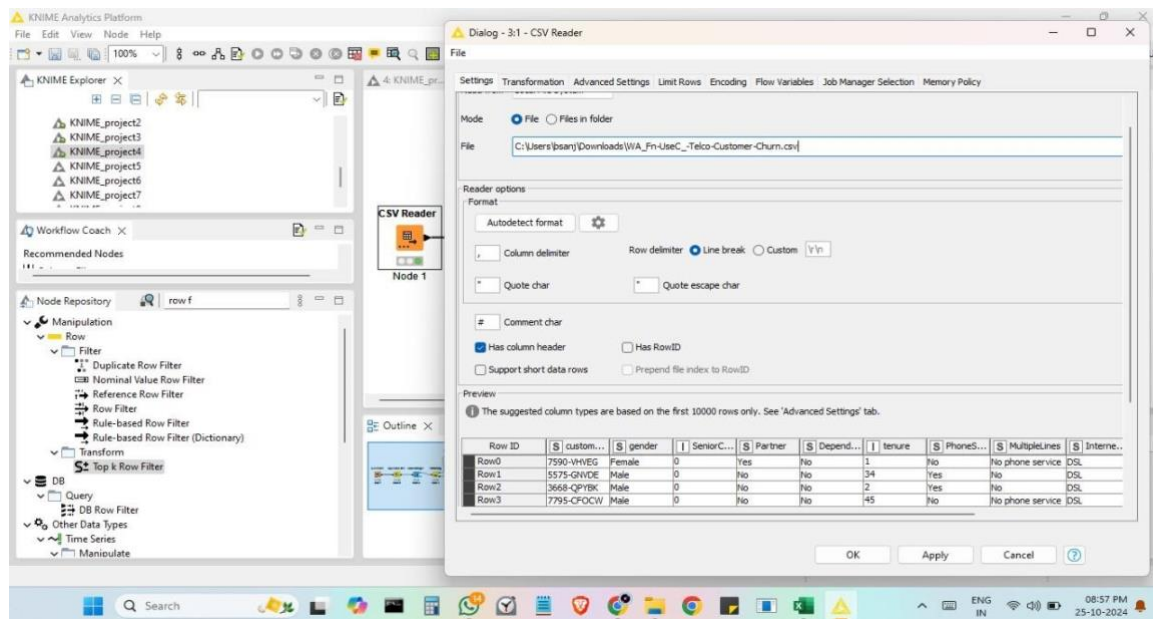 KNIME Analytics Platform
File Edit View Node Help
100%
KNIME Explorer
KNIME_project2
KNIME_project3
KNIME_project4
KNIME_project5
KNIME_project6
KNIME_project7
Workflow Coach
Recommended Nodes
Node Repository
row f
Manipulation
Row
Filter
Duplicate Row Filter
Nominal Value Row Filter
Reference Row Filter
Row Filter
Rule-based Row Filter
Rule-based Row Filter (Dictionary)
Transform
Top k Row Filter
DB
Query
DB Row Filter
Other Data Types
Time Series
Manipulate
4: KNIME_pr...
CSV Reader
Node 1
Outline
Dialog - 3:1 - CSV Reader
File
Settings Transformation Advanced Settings Limit Rows Encoding Flow Variables Job Manager Selection Memory Policy
Mode File Files in folder
File C:\Users\bsanj\Downloads\WA_Fn-UseC_-Telco-Customer-Churn.csv
Reader options
Format
Autodetect format
, Column delimiter Row delimiter Line break Custom \r\n
" Quote char " Quote escape char
# Comment char
Has column header Has RowID
Support short data rows Prepend file index to RowID
Preview
The suggested column types are based on the first 10000 rows only. See 'Advanced Settings' tab.
Row ID S custom... S gender I SeniorC... S Partner S Depend... I tenure S PhoneS... S MultipleLines S Interne...
Row0 7590-VHVEG Female 0 Yes No 1 No No phone service DSL
Row1 5575-GNVDE Male 0 No No 34 Yes No DSL
Row2 3668-QPYBK Male 0 No No 2 Yes No DSL
Row3 7795-CFOCW Male 0 No No 45 No No phone service DSL
OK Apply Cancel
Search
ENG
IN
08:57 PM
25-10-2024